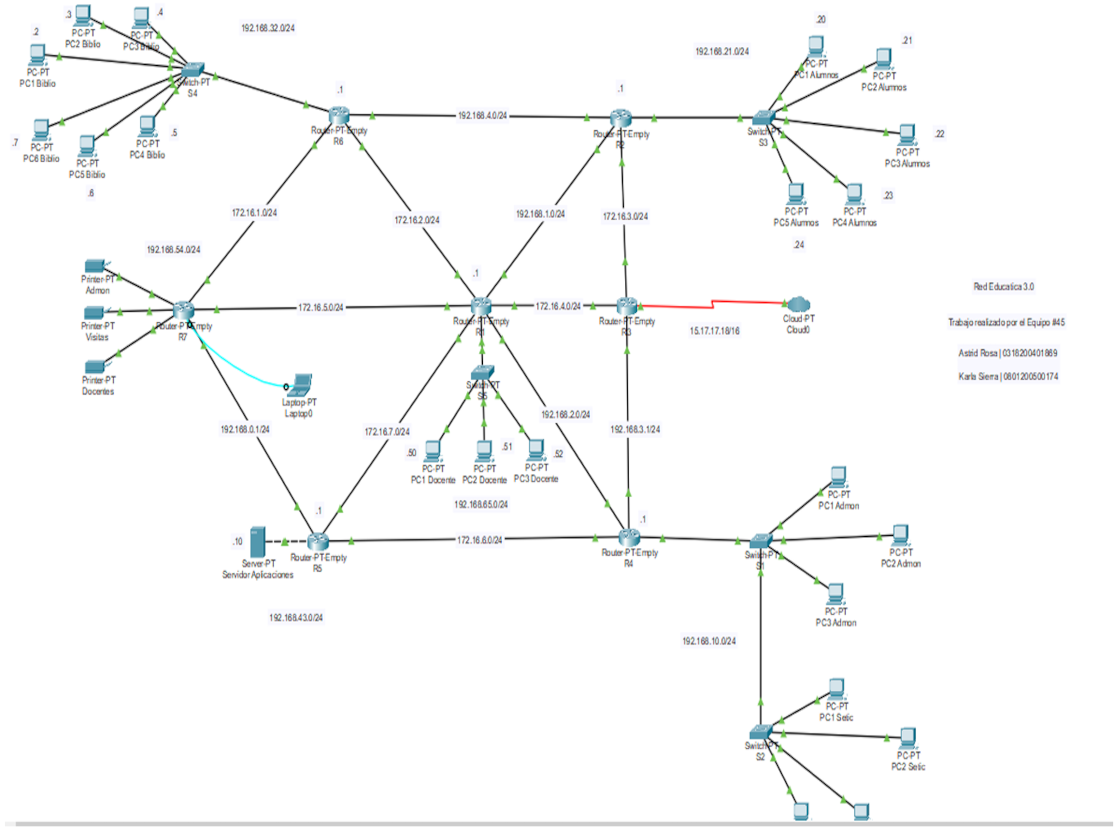 .3
.4
192.168.32.0/24
.20
.2
PC-PT
PC2 Biblio
PC-PT
PC3 Biblio
.21
192.168.21.0/24
PC-PT
PC1 Biblio
PC-PT
PC1 Alumnos
PC-PT
PC2 Alumnos
Switch-PT
S4
.1
.1
192.168.4.0/24
Router-PT-Empty
R6
Router-PT-Empty
R2
Switch-PT
S3
.7
PC-PT
PC6 Biblio
.5
PC-PT
PC4 Biblio
PC-PT
PC5 Biblio
.6
.22
PC-PT
PC3 Alumnos
.23
PC-PT
PC5 Alumnos
PC-PT
PC4 Alumnos
.24
172.16.1.0/24
172.16.2.0/24
192.168.1.0/24
172.16.3.0/24
192.168.54.0/24
Printer-PT
Admon
.1
Red Educatica 3.0
172.16.5.0/24
172.16.4.0/24
Printer-PT
Visitas
Router-PT-Empty
R7
Router-PT-Empty
R1
Router-PT-Empty
R3
Cloud-PT
Cloud0
15.17.17.18/16
Trabajo realizado por el Equipo #45
Astrid Rosa | 0318200401869
Karla Sierra | 0801200500174
Printer-PT
Docentes
Laptop-PT
Laptop0
Switch-PT
S5
192.168.0.1/24
172.16.7.0/24
192.168.2.0/24
192.168.3.1/24
.50
.51
.52
PC-PT
PC1 Docente
PC-PT
PC2 Docente
PC-PT
PC3 Docente
192.168.65.0/24
PC-PT
PC1 Admon
.1
.1
.10
172.16.6.0/24
Server-PT
Servidor Aplicaciones
Router-PT-Empty
R5
Router-PT-Empty
R4
Switch-PT
S1
PC-PT
PC2 Admon
PC-PT
PC3 Admon
192.168.43.0/24
192.168.10.0/24
PC-PT
PC1 Setic
Switch-PT
S2
PC-PT
PC2 Setic